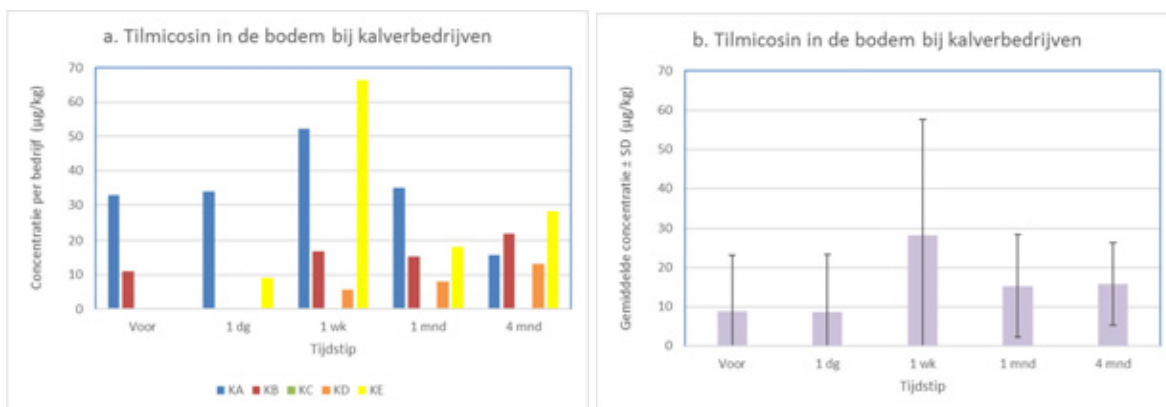 a. Tilmicosin in de bodem bij kalverbedrijven
Concentratie per bedrijf (µg/kg)
70
60
50
40
30
20
10
0
Voor
1 dg
1 wk
1 mnd
4 mnd
Tijdstip
KA
KB
KC
KD
KE
b. Tilmicosin in de bodem bij kalverbedrijven
Gemiddelde concentratie ± SD (µg/kg)
70
60
50
40
30
20
10
0
Voor
1 dg
1 wk
1 mnd
4 mnd
Tijdstip